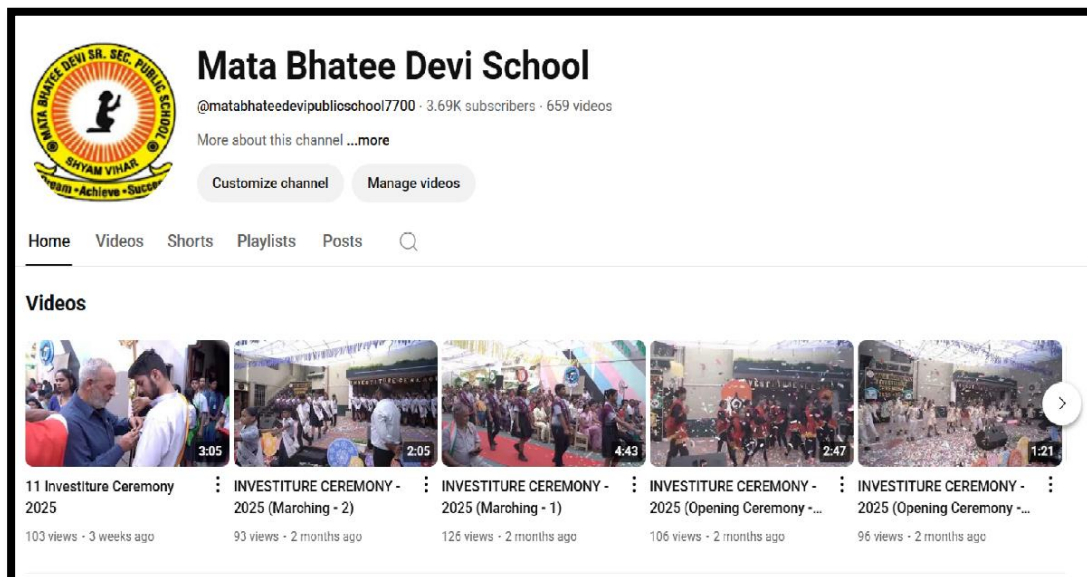 MATA BHATEE DEVI SR. SEC. PUBLIC SCHOOL
SHYAM VIHAR
Achieve
Mata Bhatee Devi School
@matabhateedevipublicschool7700 · 3.69K subscribers · 659 videos
More about this channel ...more
Customize channel Manage videos
Home Videos Shorts Playlists Posts
Videos
3:05 2:05 4:43 2:47 1:21
11 Investiture Ceremony
2025
103 views · 3 weeks ago
INVESTITURE CEREMONY -
2025 (Marching - 2)
93 views · 2 months ago
INVESTITURE CEREMONY -
2025 (Marching - 1)
126 views · 2 months ago
INVESTITURE CEREMONY -
2025 (Opening Ceremony -...
106 views · 2 months ago
INVESTITURE CEREMONY -
2025 (Opening Ceremony -...
96 views · 2 months ago